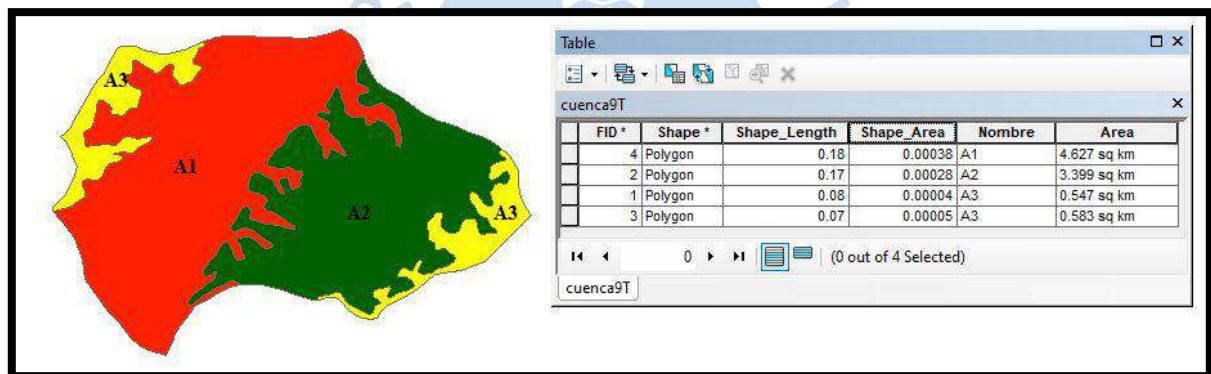 A3
A1
A2
A3
Table
cuenca9T
FID * Shape * Shape_Length Shape_Area Nombre Area
4 Polygon 0.18 0.00038 A1 4.627 sq km
2 Polygon 0.17 0.00028 A2 3.399 sq km
1 Polygon 0.08 0.00004 A3 0.547 sq km
3 Polygon 0.07 0.00005 A3 0.583 sq km
0 (0 out of 4 Selected)
cuenca9T